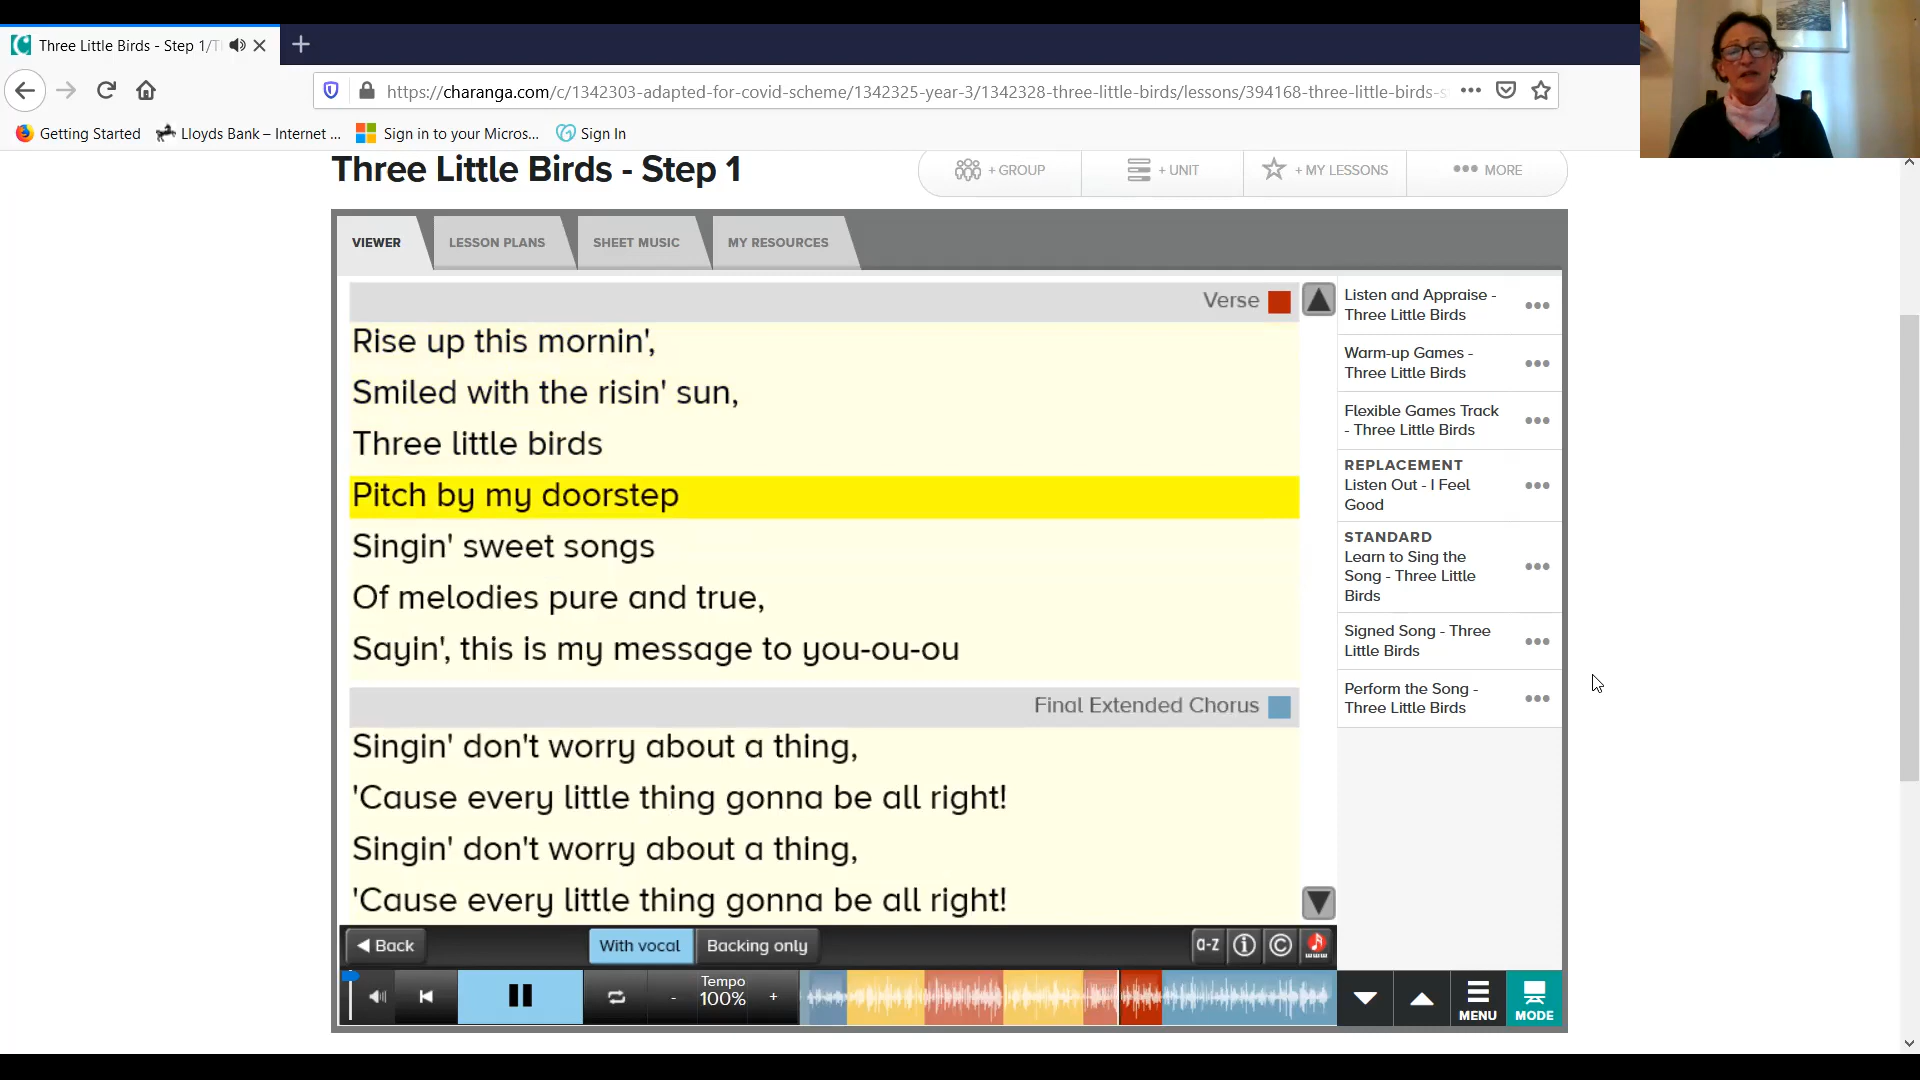 Three Little Birds - Step 1/T
https://charanga.com/c/1342303-adapted-for-covid-scheme/1342325-year-3/1342328-three-little-birds/lessons/394168-three-little-birds-s
Getting Started
Lloyds Bank – Internet ...
Sign in to your Micros...
Sign In
Three Little Birds - Step 1
+ GROUP
+ UNIT
+ MY LESSONS
MORE
VIEWER
LESSON PLANS
SHEET MUSIC
MY RESOURCES
Verse
Rise up this mornin',
Smiled with the risin' sun,
Three little birds
Pitch by my doorstep
Singin' sweet songs
Of melodies pure and true,
Sayin', this is my message to you-ou-ou
Final Extended Chorus
Singin' don't worry about a thing,
'Cause every little thing gonna be all right!
Singin' don't worry about a thing,
'Cause every little thing gonna be all right!
Listen and Appraise -
Three Little Birds
Warm-up Games -
Three Little Birds
Flexible Games Track
- Three Little Birds
REPLACEMENT
Listen Out - I Feel
Good
STANDARD
Learn to Sing the
Song - Three Little
Birds
Signed Song - Three
Little Birds
Perform the Song -
Three Little Birds
Back
With vocal
Backing only
a-z
Tempo
- 100% +
MENU
MODE